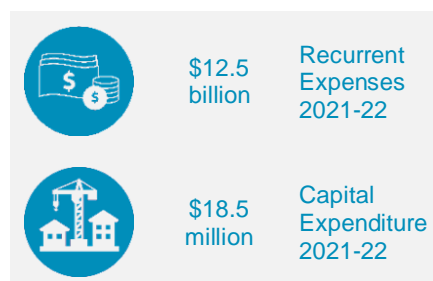 $12.5
billion
Recurrent
Expenses
2021-22
$18.5
million
Capital
Expenditure
2021-22